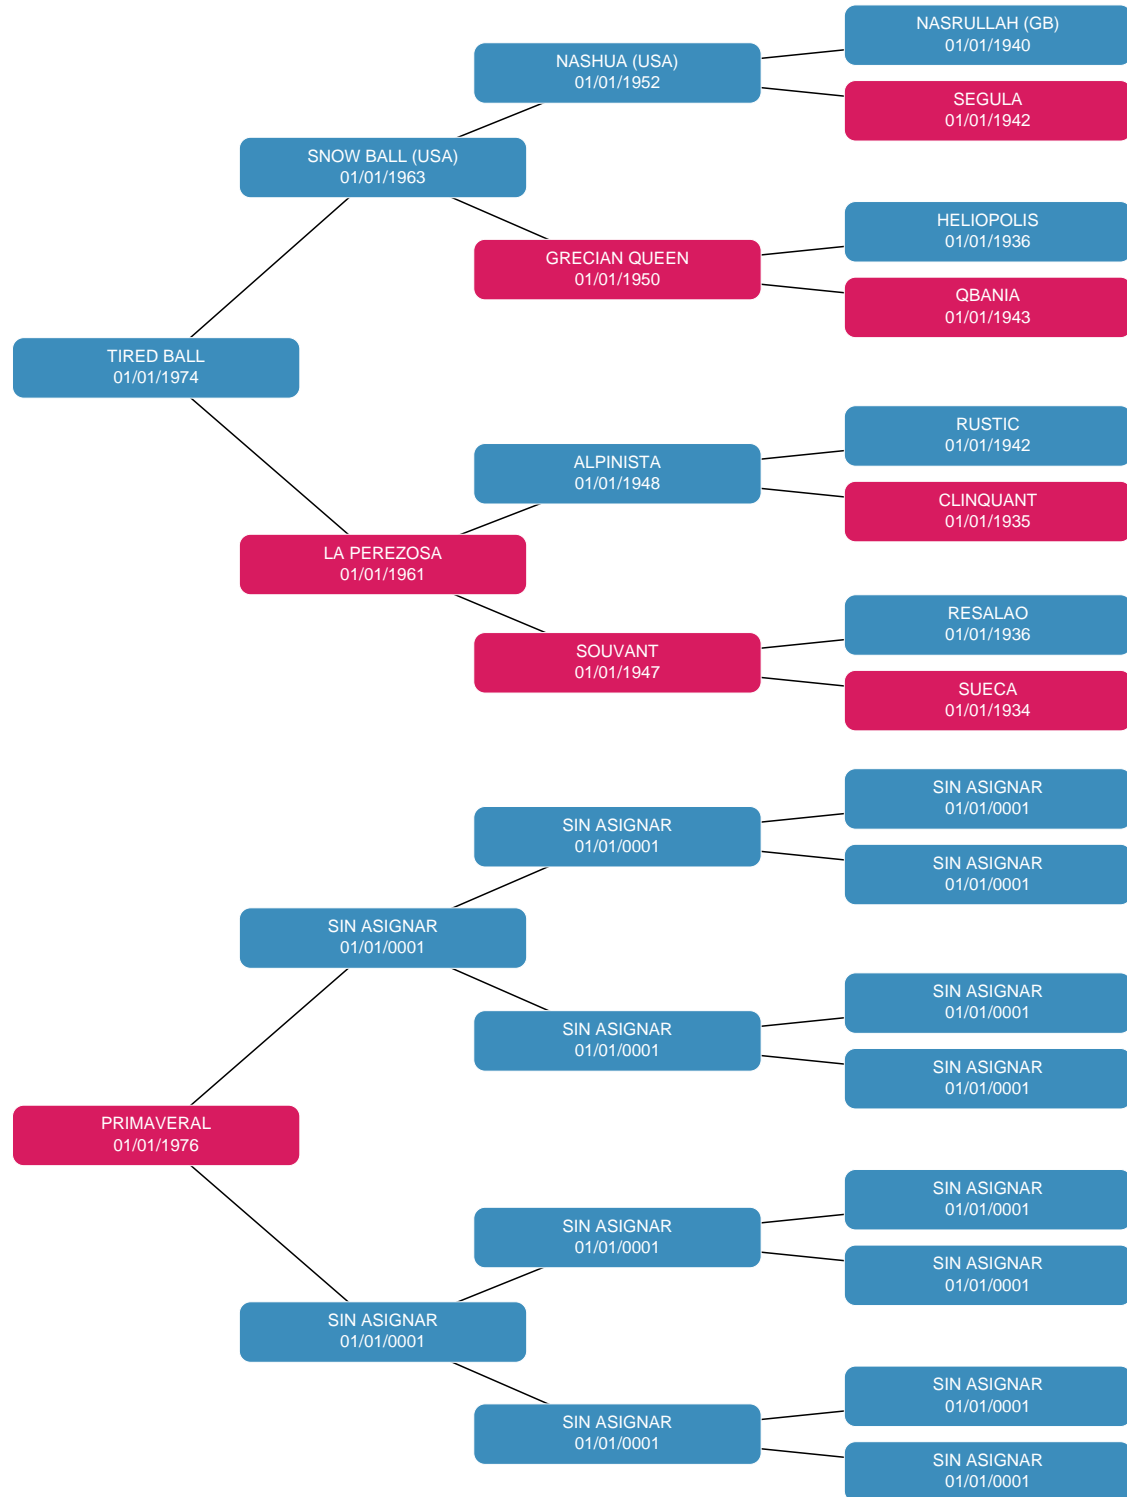 NASRULLAH (GB)
01/01/1940
NASHUA (USA)
01/01/1952
SEGULA
01/01/1942
SNOW BALL (USA)
01/01/1963
HELIOPOLIS
01/01/1936
GRECIAN QUEEN
01/01/1950
QBANIA
01/01/1943
TIRED BALL
01/01/1974
RUSTIC
01/01/1942
ALPINISTA
01/01/1948
CLINQUANT
01/01/1935
LA PEREZOSA
01/01/1961
RESALAO
01/01/1936
SOUVANT
01/01/1947
SUECA
01/01/1934
SIN ASIGNAR
01/01/0001
SIN ASIGNAR
01/01/0001
SIN ASIGNAR
01/01/0001
SIN ASIGNAR
01/01/0001
SIN ASIGNAR
01/01/0001
SIN ASIGNAR
01/01/0001
SIN ASIGNAR
01/01/0001
PRIMAVERAL
01/01/1976
SIN ASIGNAR
01/01/0001
SIN ASIGNAR
01/01/0001
SIN ASIGNAR
01/01/0001
SIN ASIGNAR
01/01/0001
SIN ASIGNAR
01/01/0001
SIN ASIGNAR
01/01/0001
SIN ASIGNAR
01/01/0001